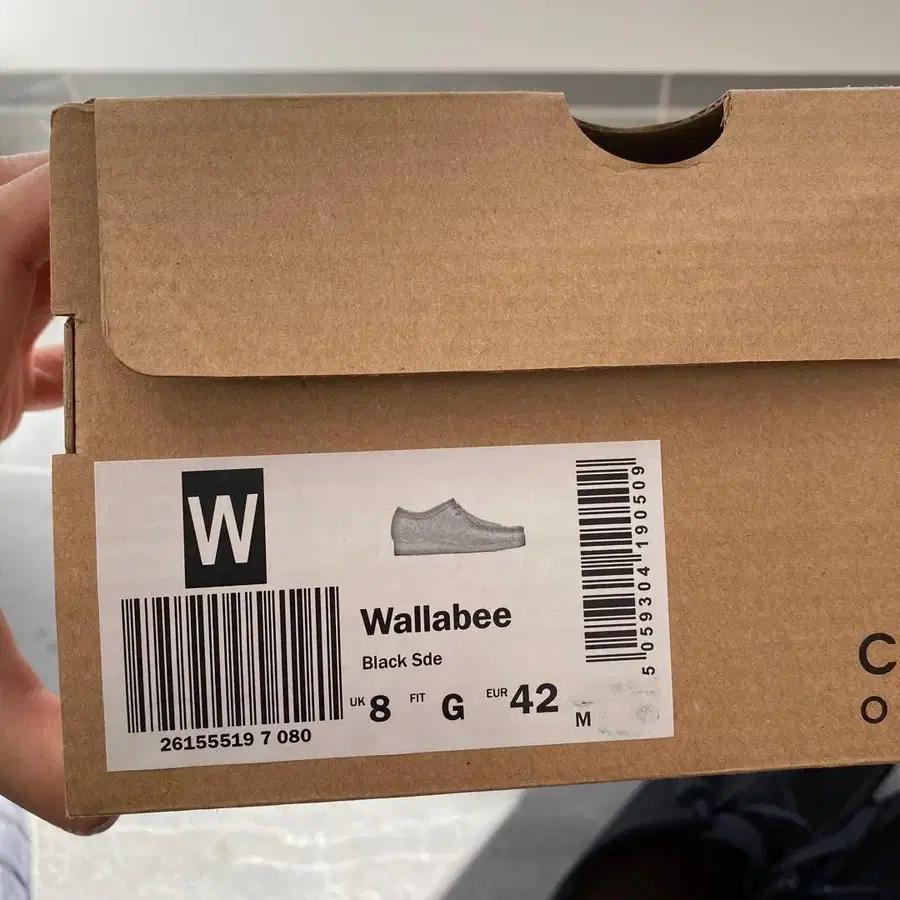 W
26155519 7 080
Wallabee
Black Sde
UK 8 FIT G EUR 42
M
5 059304 190509
C
O